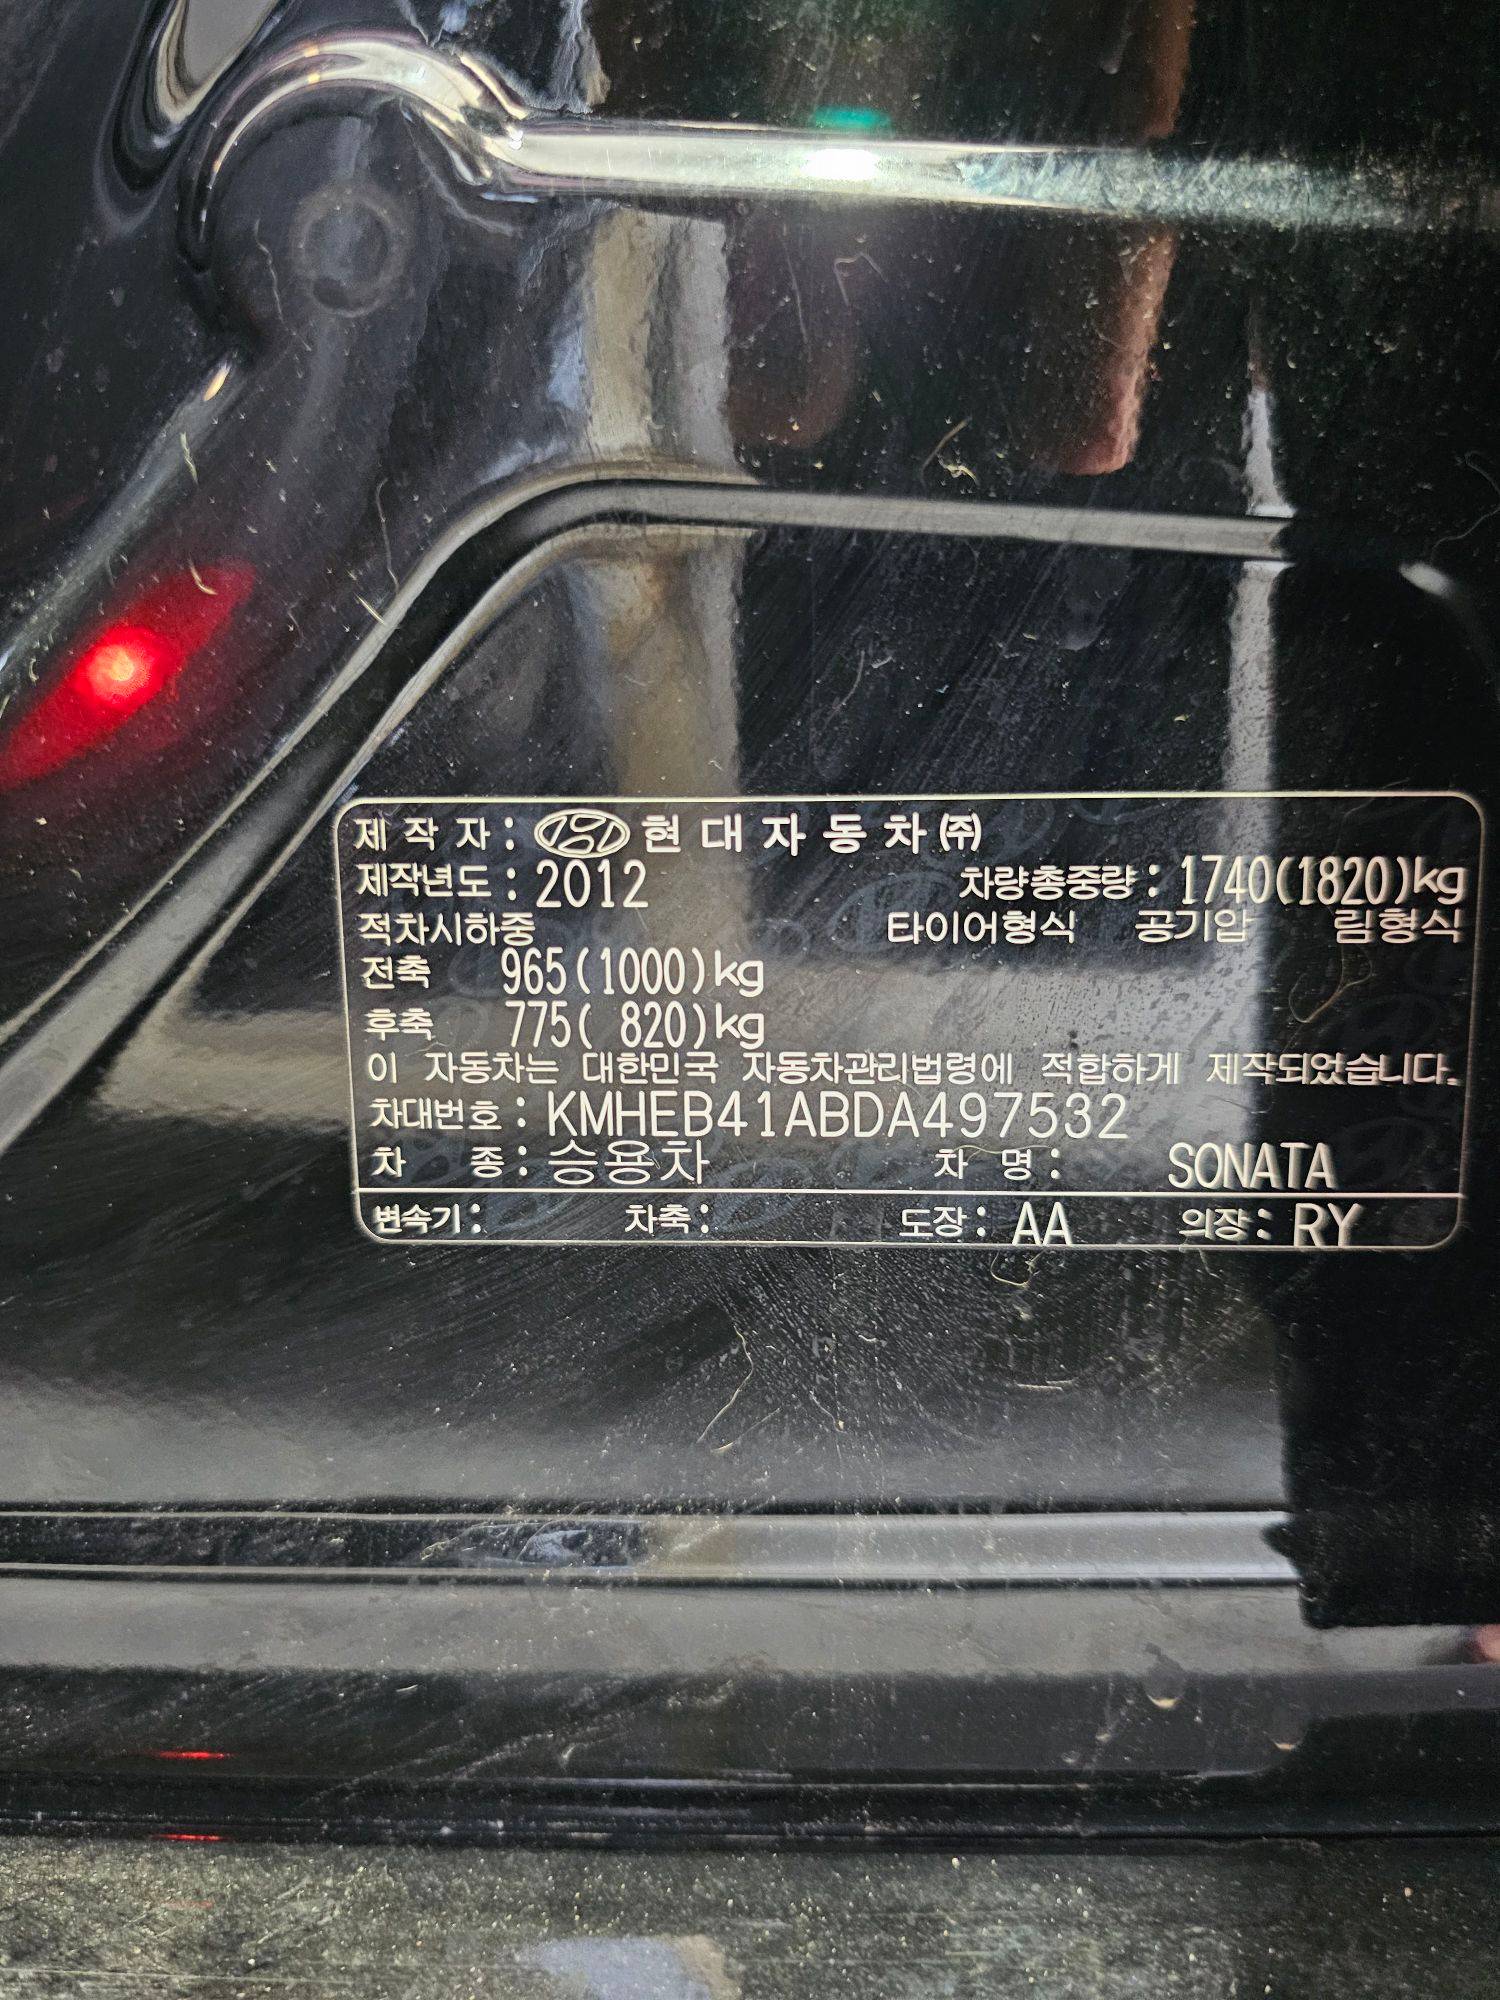 제 작 자 : 현 대 자 동 차 ㈜
제작년도 : 2012 차량총중량 : 1740(1820)kg
적차시하중 타이어형식 공기압 림형식
전축 965(1000)kg
후축 775( 820)kg
이 자동차는 대한민국 자동차관리법령에 적합하게 제작되었습니다.
차대번호 : KMHEB41ABDA497532
차 종 : 승용차 차 명 : SONATA
변속기 : 차축 : 도장 : AA 의장 : RY